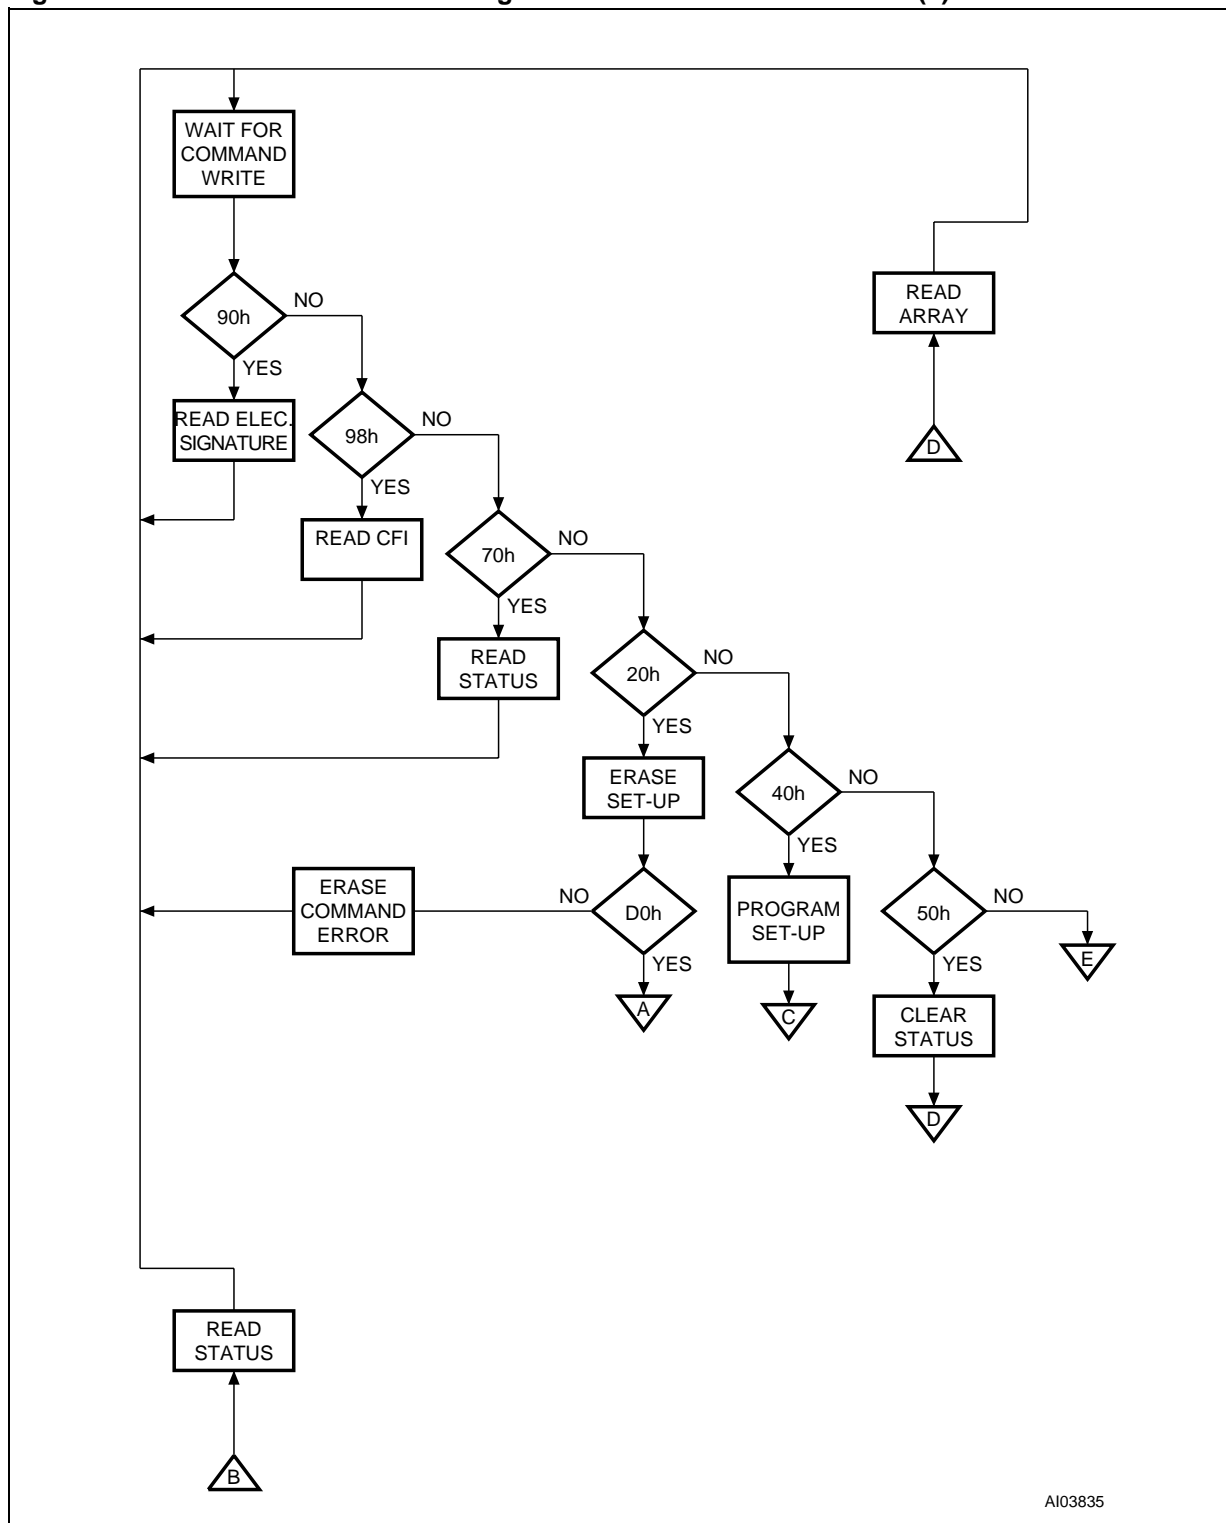 WAIT FOR
COMMAND
WRITE
90h
NO
YES
READ ELEC.
SIGNATURE
READ
ARRAY
D
98h
NO
YES
READ CFI
70h
NO
YES
READ
STATUS
20h
NO
YES
ERASE
SET-UP
40h
NO
YES
ERASE
COMMAND
ERROR
NO
D0h
YES
A
PROGRAM
SET-UP
C
50h
NO
YES
E
CLEAR
STATUS
D
READ
STATUS
B
AI03835